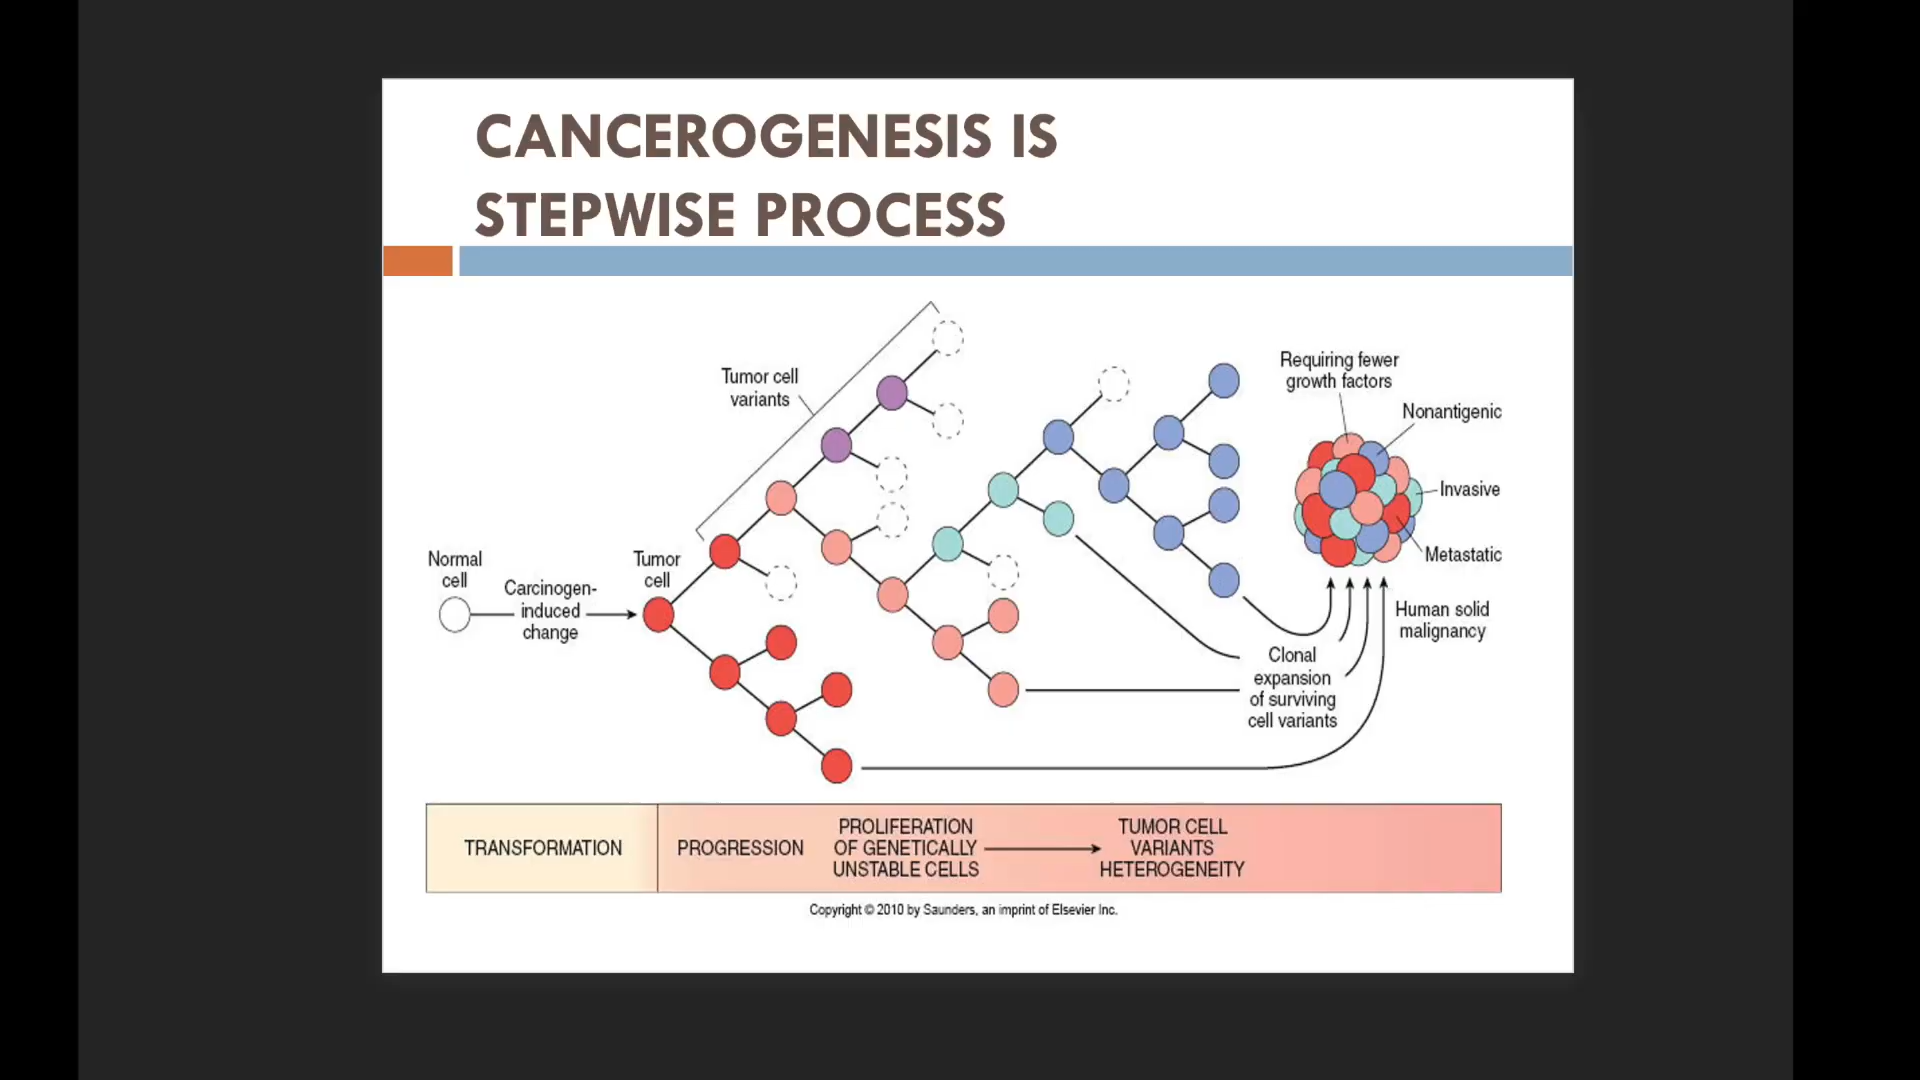 CANCEROGENESIS IS
STEPWISE PROCESS
Tumor cell
variants
Requiring fewer
growth factors
Nonantigenic
Invasive
Metastatic
Normal
cell
Carcinogen-
induced
change
Tumor
cell
Human solid
malignancy
Clonal
expansion
of surviving
cell variants
TRANSFORMATION
PROGRESSION
PROLIFERATION
OF GENETICALLY
UNSTABLE CELLS
TUMOR CELL
VARIANTS
HETEROGENEITY
Copyright © 2010 by Saunders, an imprint of Elsevier Inc.